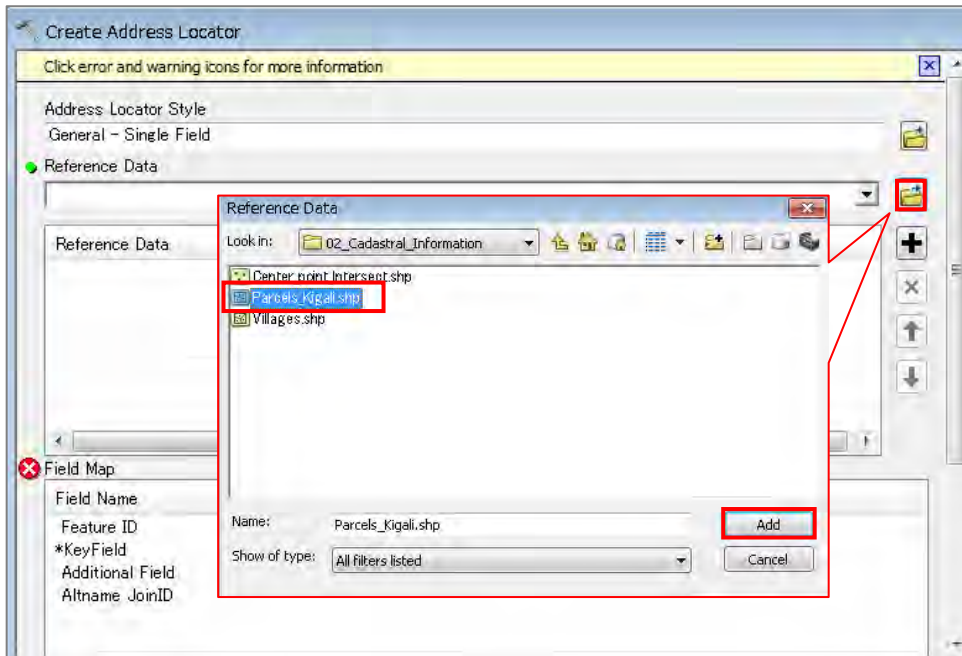 Create Address Locator
Click error and warning icons for more information
Address Locator Style
General - Single Field
Reference Data
Reference Data
Reference Data
Look in: 02_Cadastral_Information
Center point Intersect.shp
Parcels_Kigali.shp
Villages.shp
Name: Parcels_Kigali.shp Add
Show of type: All filters listed Cancel
Field Map
Field Name
Feature ID
*KeyField
Additional Field
Altname JoinID